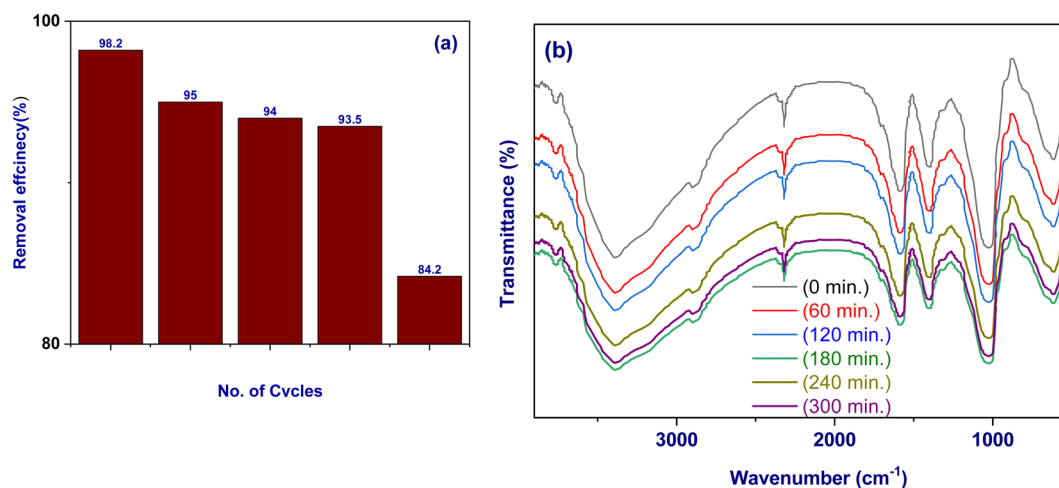 (a)
100
98.2
95
94
93.5
84.2
80
Removal effcinecy(%)
No. of Cvcles
(b)
Transmittance (%)
(0 min.)
(60 min.)
(120 min.)
(180 min.)
(240 min.)
(300 min.)
3000 2000 1000
Wavenumber (cm⁻¹)